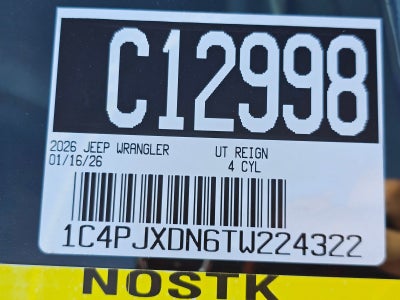 C12998
2026 JEEP WRANGLER UT REIGN
01/16/26 4 CYL
1C4PJXDN6TW224322
NOSTK